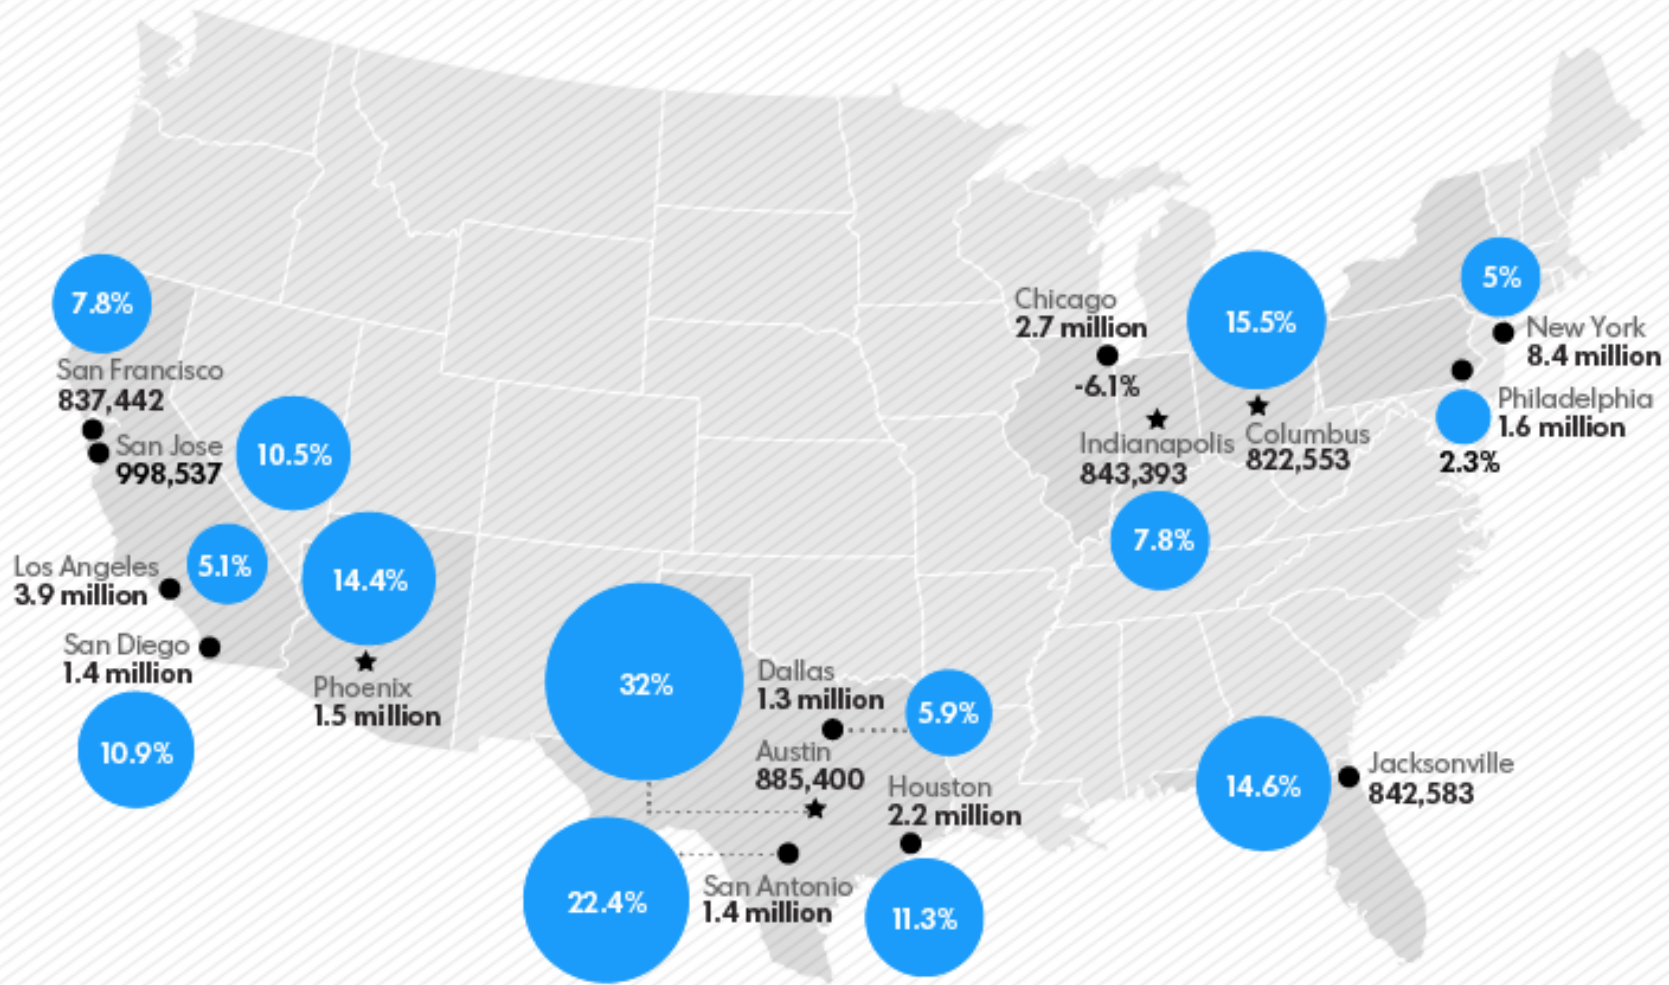 7.8%
San Francisco
837,442
San Jose
998,537
10.5%
Los Angeles
3.9 million
5.1%
San Diego
1.4 million
10.9%
14.4%
Phoenix
1.5 million
32%
Dallas
1.3 million
5.9%
Austin
885,400
Houston
2.2 million
11.3%
San Antonio
1.4 million
22.4%
Chicago
2.7 million
-6.1%
Indianapolis
843,393
7.8%
15.5%
Columbus
822,553
5%
New York
8.4 million
Philadelphia
1.6 million
2.3%
14.6%
Jacksonville
842,583